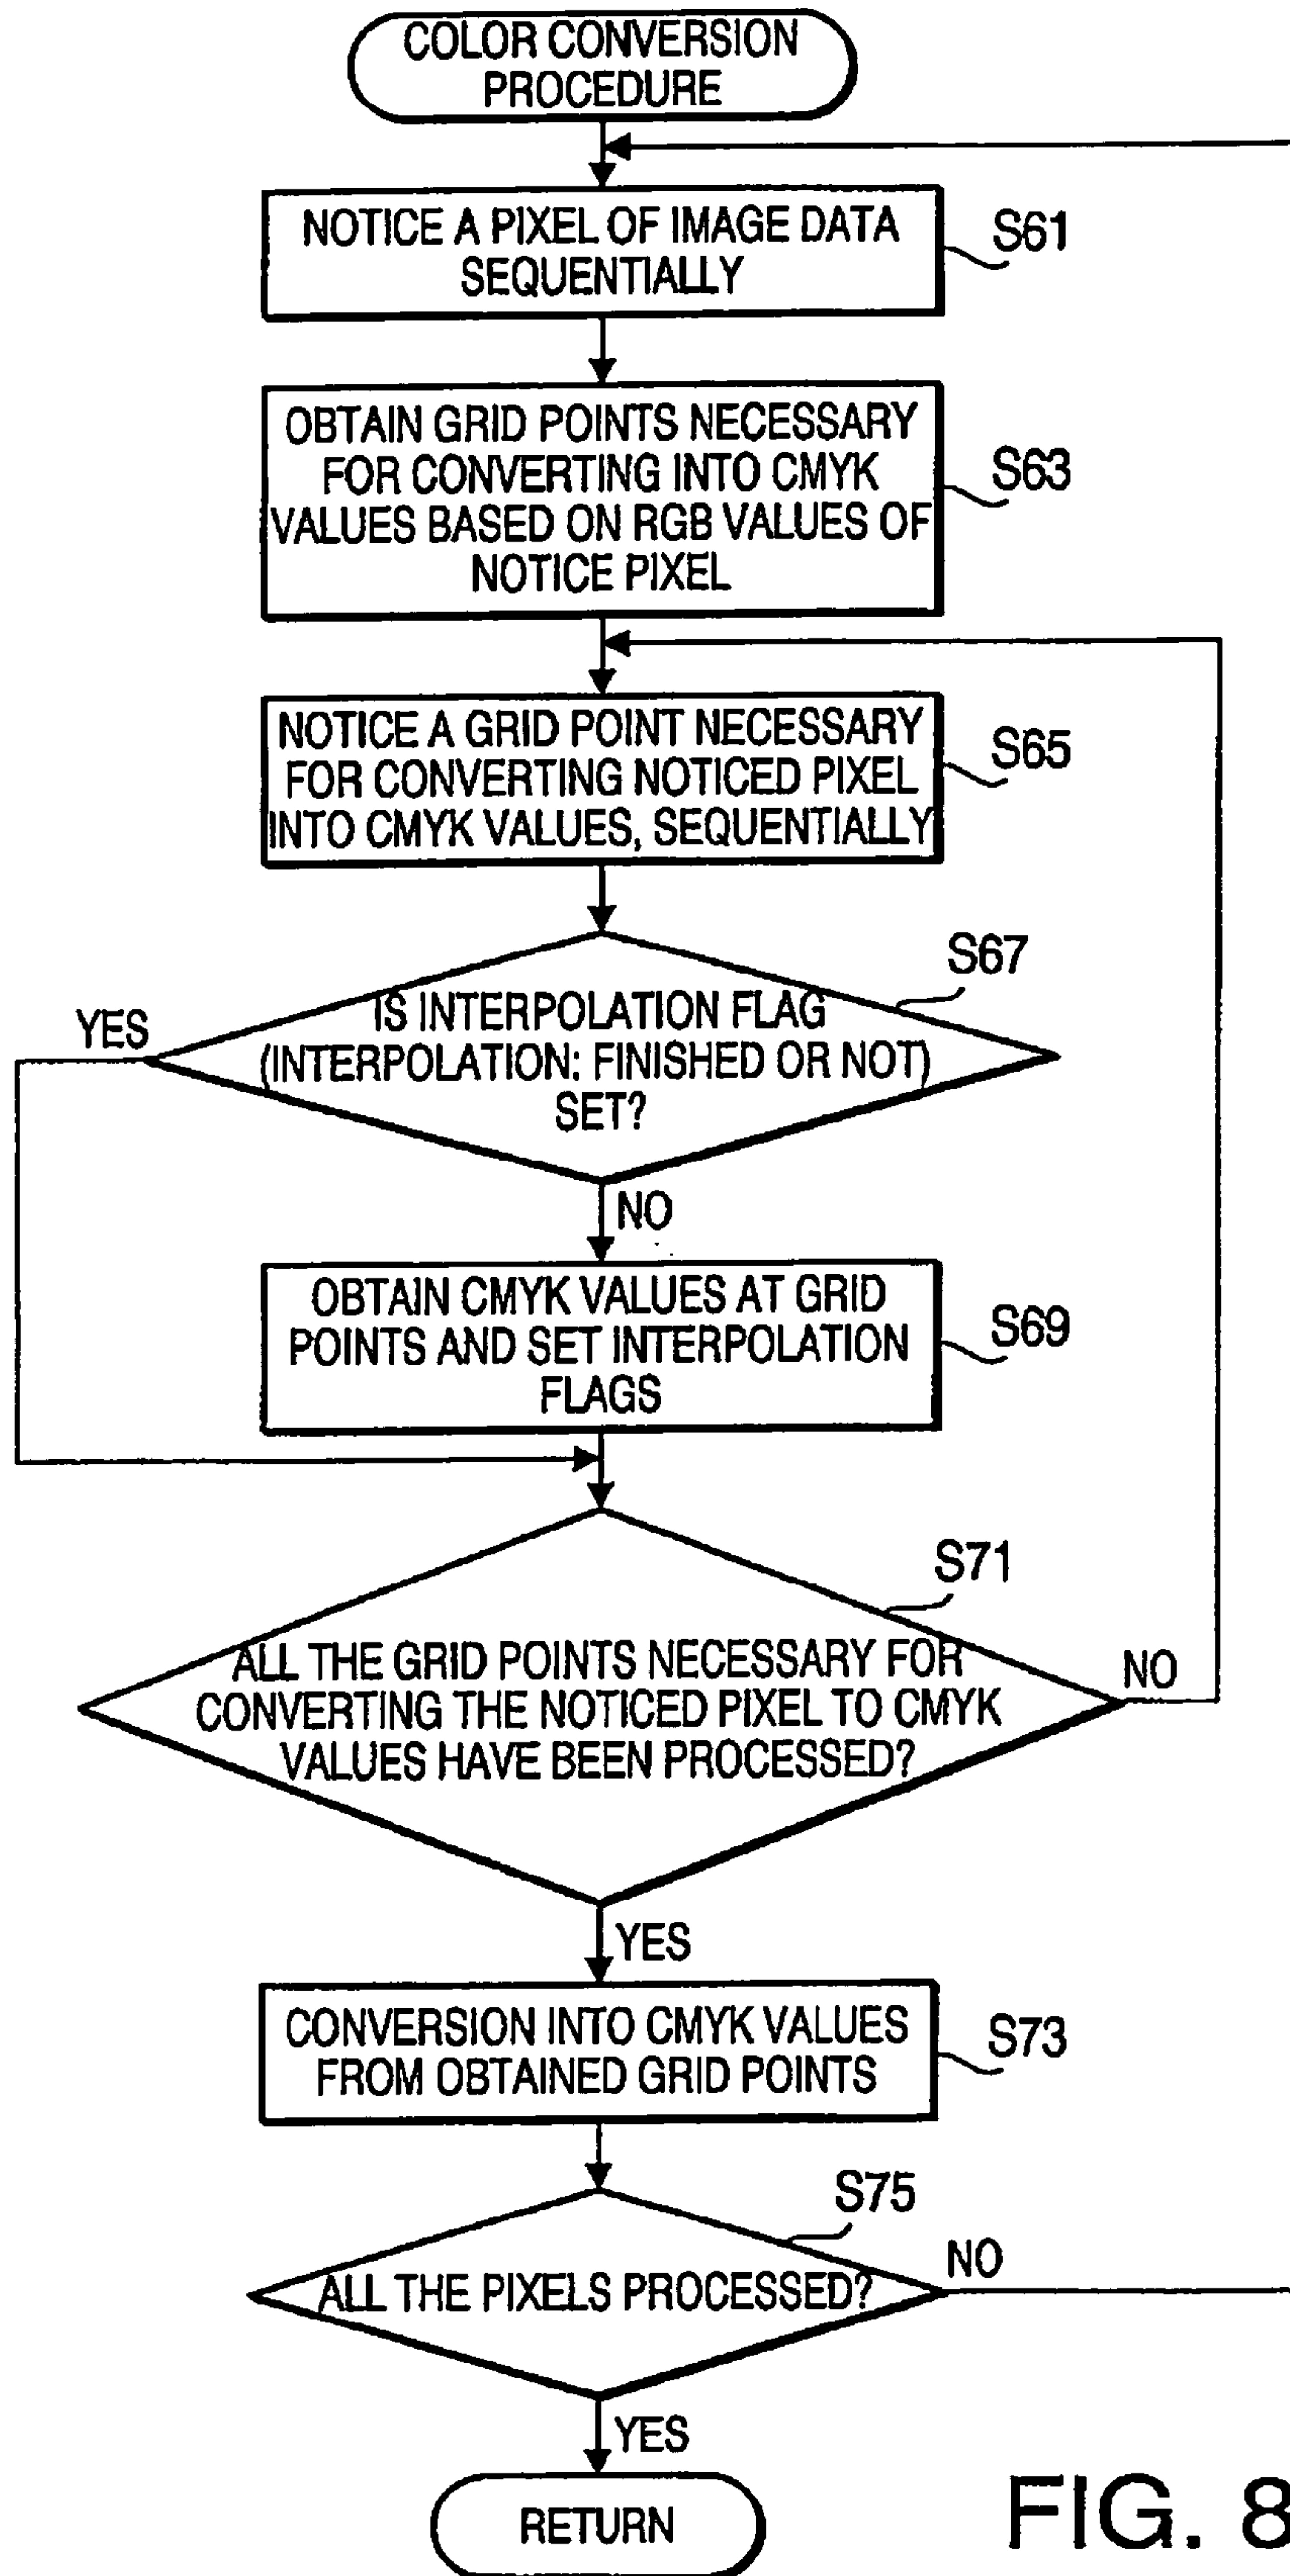 COLOR CONVERSION
PROCEDURE
NOTICE A PIXEL OF IMAGE DATA
SEQUENTIALLY
S61
OBTAIN GRID POINTS NECESSARY
FOR CONVERTING INTO CMYK
VALUES BASED ON RGB VALUES OF
NOTICE PIXEL
S63
NOTICE A GRID POINT NECESSARY
FOR CONVERTING NOTICED PIXEL
INTO CMYK VALUES, SEQUENTIALLY
S65
S67
IS INTERPOLATION FLAG
(INTERPOLATION: FINISHED OR NOT)
SET?
YES
NO
OBTAIN CMYK VALUES AT GRID
POINTS AND SET INTERPOLATION
FLAGS
S69
S71
ALL THE GRID POINTS NECESSARY FOR
CONVERTING THE NOTICED PIXEL TO CMYK
VALUES HAVE BEEN PROCESSED?
NO
YES
CONVERSION INTO CMYK VALUES
FROM OBTAINED GRID POINTS
S73
S75
ALL THE PIXELS PROCESSED?
NO
YES
RETURN
FIG. 8